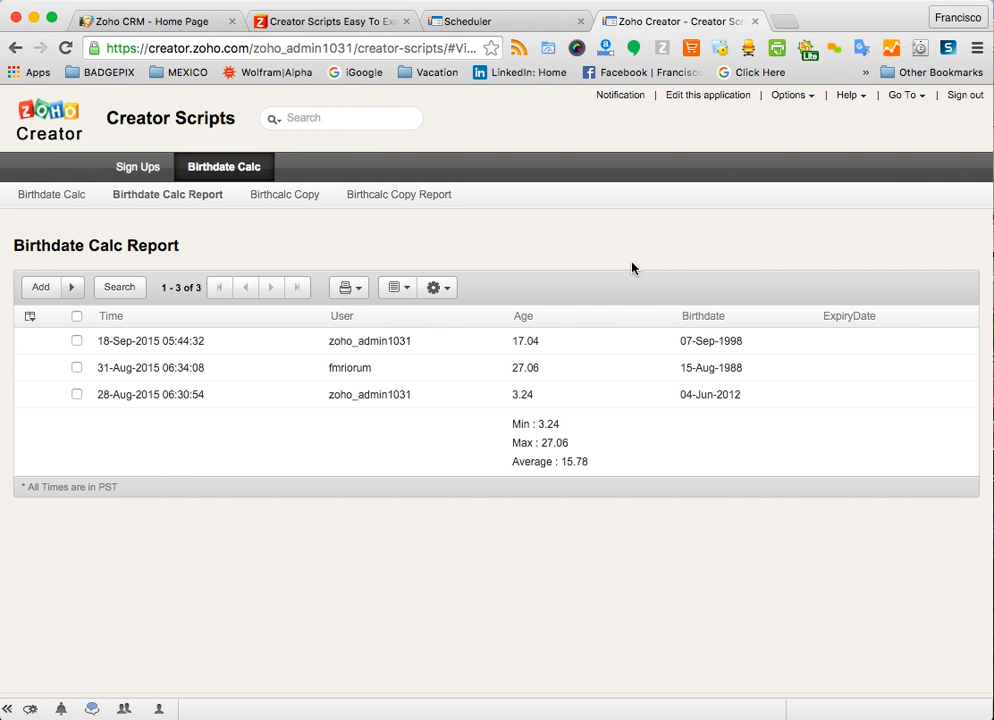 Zoho CRM - Home Page
Creator Scripts Easy To Ex
Scheduler
Zoho Creator - Creator Scr
Francisco
https://creator.zoho.com/zoho_admin1031/creator-scripts/#Vi...
Apps
BADGEPIX
MEXICO
Wolfram|Alpha
iGoogle
Vacation
LinkedIn: Home
Facebook | Francisc
Click Here
»
Other Bookmarks
Notification | Edit this application | Options | Help | Go To | Sign out
ZOHO
Creator
Creator Scripts
Search
Sign Ups
Birthdate Calc
Birthdate Calc
Birthdate Calc Report
Birthcalc Copy
Birthcalc Copy Report
Birthdate Calc Report
Add
Search
1 - 3 of 3
Time User Age Birthdate ExpiryDate
18-Sep-2015 05:44:32 zoho_admin1031 17.04 07-Sep-1998
31-Aug-2015 06:34:08 fmriorum 27.06 15-Aug-1988
28-Aug-2015 06:30:54 zoho_admin1031 3.24 04-Jun-2012
Min : 3.24
Max : 27.06
Average : 15.78
* All Times are in PST